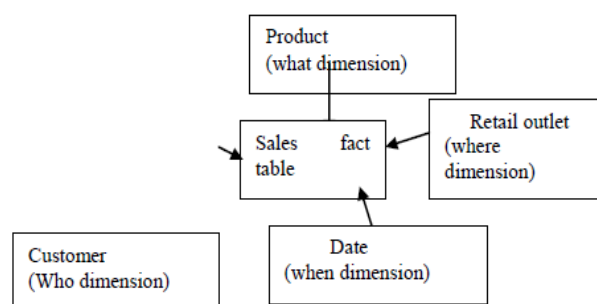 Product
(what dimension)
Sales fact
table
Retail outlet
(where
dimension)
Customer
(Who dimension)
Date
(when dimension)